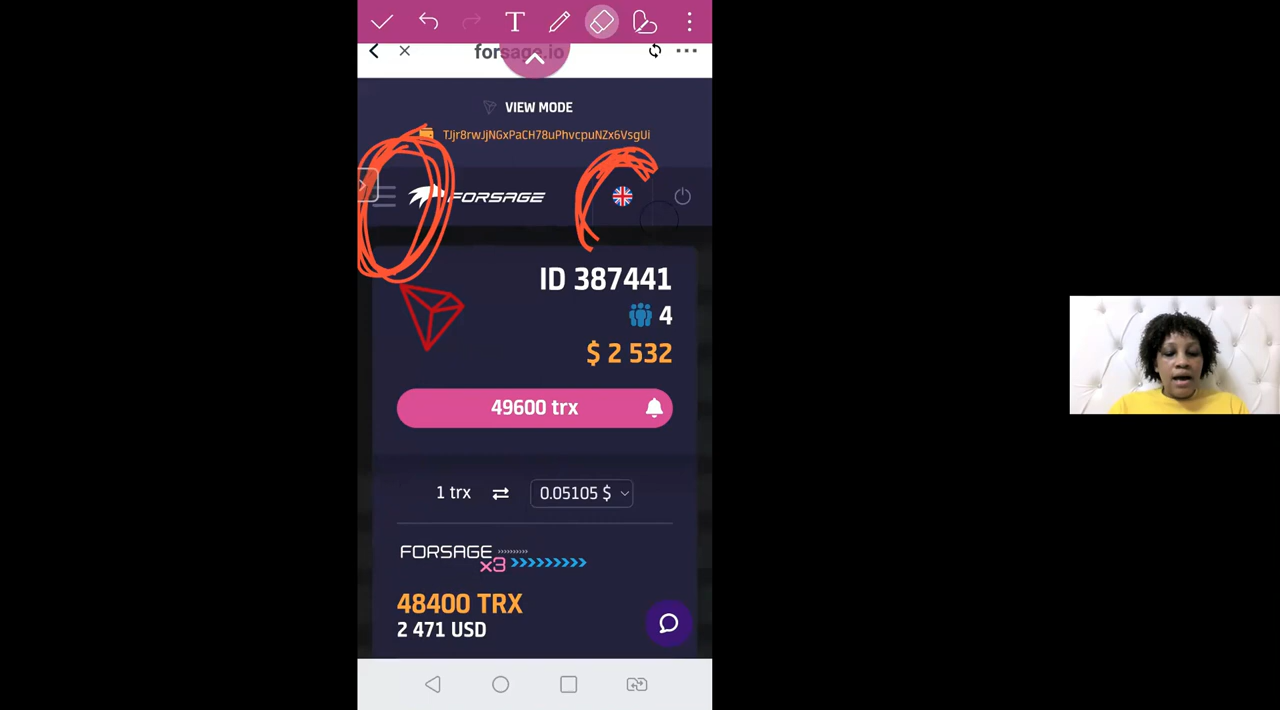 forsage.io
VIEW MODE
TJjr8rwJjNGxPaCH78uPhvcpuNZx6VsgUi
FORSAGE
ID 387441
4
$ 2 532
49600 trx
1 trx
0.05105 $
FORSAGE
x3
48400 TRX
2 471 USD